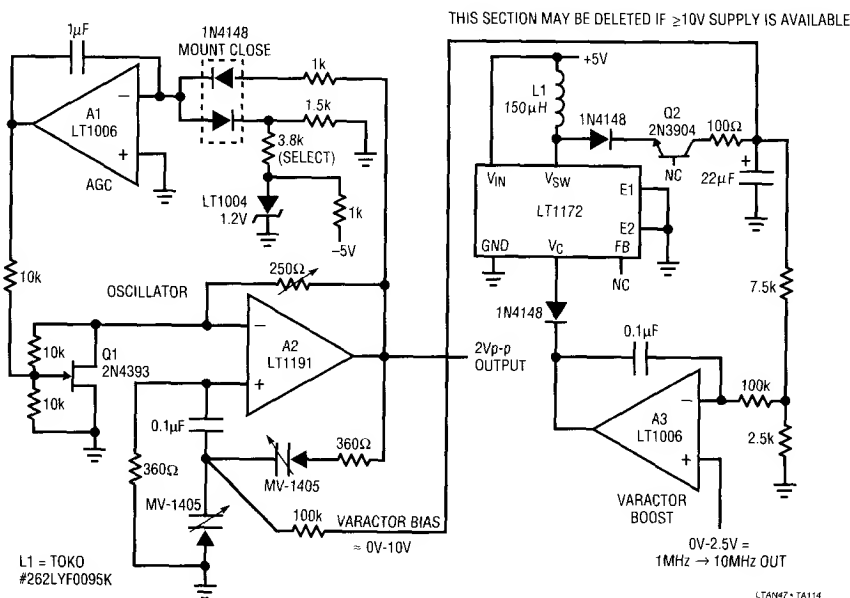 THIS SECTION MAY BE DELETED IF ≥10V SUPPLY IS AVAILABLE
1µF
1N4148
MOUNT CLOSE
1k
+5V
L1
150µH
1N4148
Q2
2N3904
100Ω
A1
LT1006
−
+
AGC
1.5k
3.8k
(SELECT)
LT1004
1.2V
1k
−5V
NC
+
22µF
VIN
VSW
E1
LT1172
E2
GND
VC
FB
NC
10k
OSCILLATOR
250Ω
7.5k
1N4148
0.1µF
10k
Q1
2N4393
10k
−
A2
LT1191
+
2Vp-p
OUTPUT
100k
−
A3
LT1006
+
2.5k
0.1µF
360Ω
MV-1405
360Ω
MV-1405
100k
VARACTOR BIAS
≈ 0V-10V
VARACTOR
BOOST
0V-2.5V =
1MHz → 10MHz OUT
L1 = TOKO
#262LYF0095K
LTAN47 • TA114